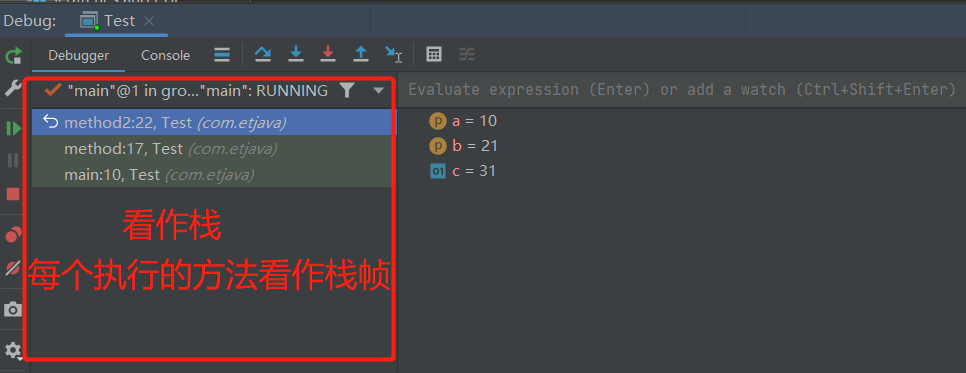 Debug: Test
Debugger Console
"main"@1 in gro..."main": RUNNING
Evaluate expression (Enter) or add a watch (Ctrl+Shift+Enter)
method2:22, Test (com.etjava)
method:17, Test (com.etjava)
main:10, Test (com.etjava)
p a = 10
p b = 21
01 c = 31
看作栈
每个执行的方法看作栈帧